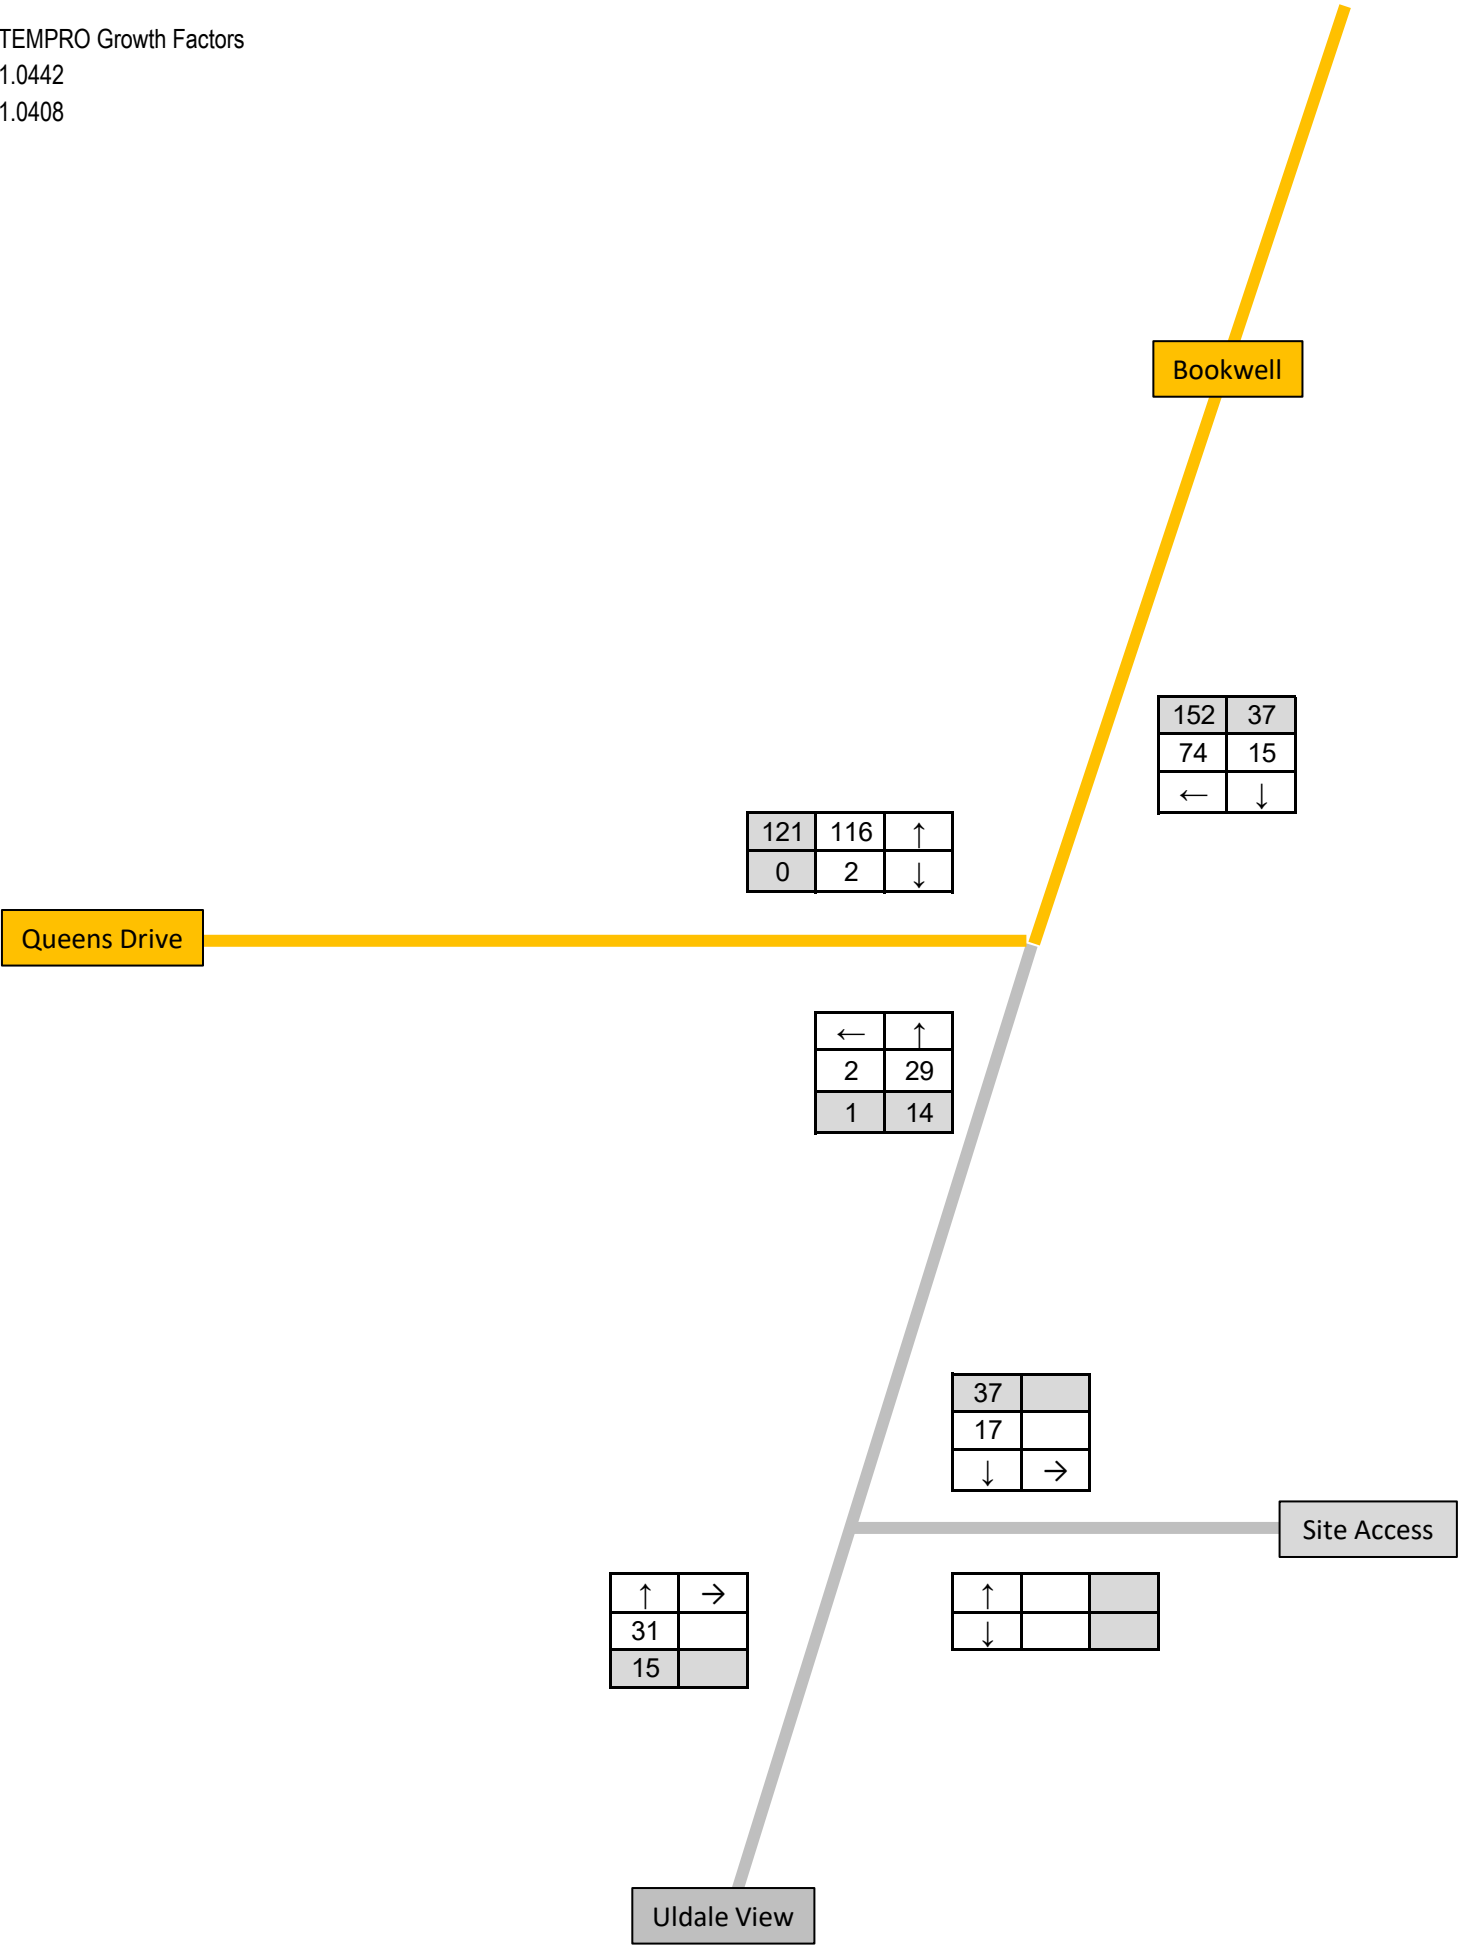 TEMPRO Growth Factors
1.0442
1.0408
Bookwell
152 37
74 15
← ↓
121 116 ↑
0 2 ↓
Queens Drive
← ↑
2 29
1 14
37
17
↓ →
Site Access
↑ →
31
15
↑
↓
Uldale View